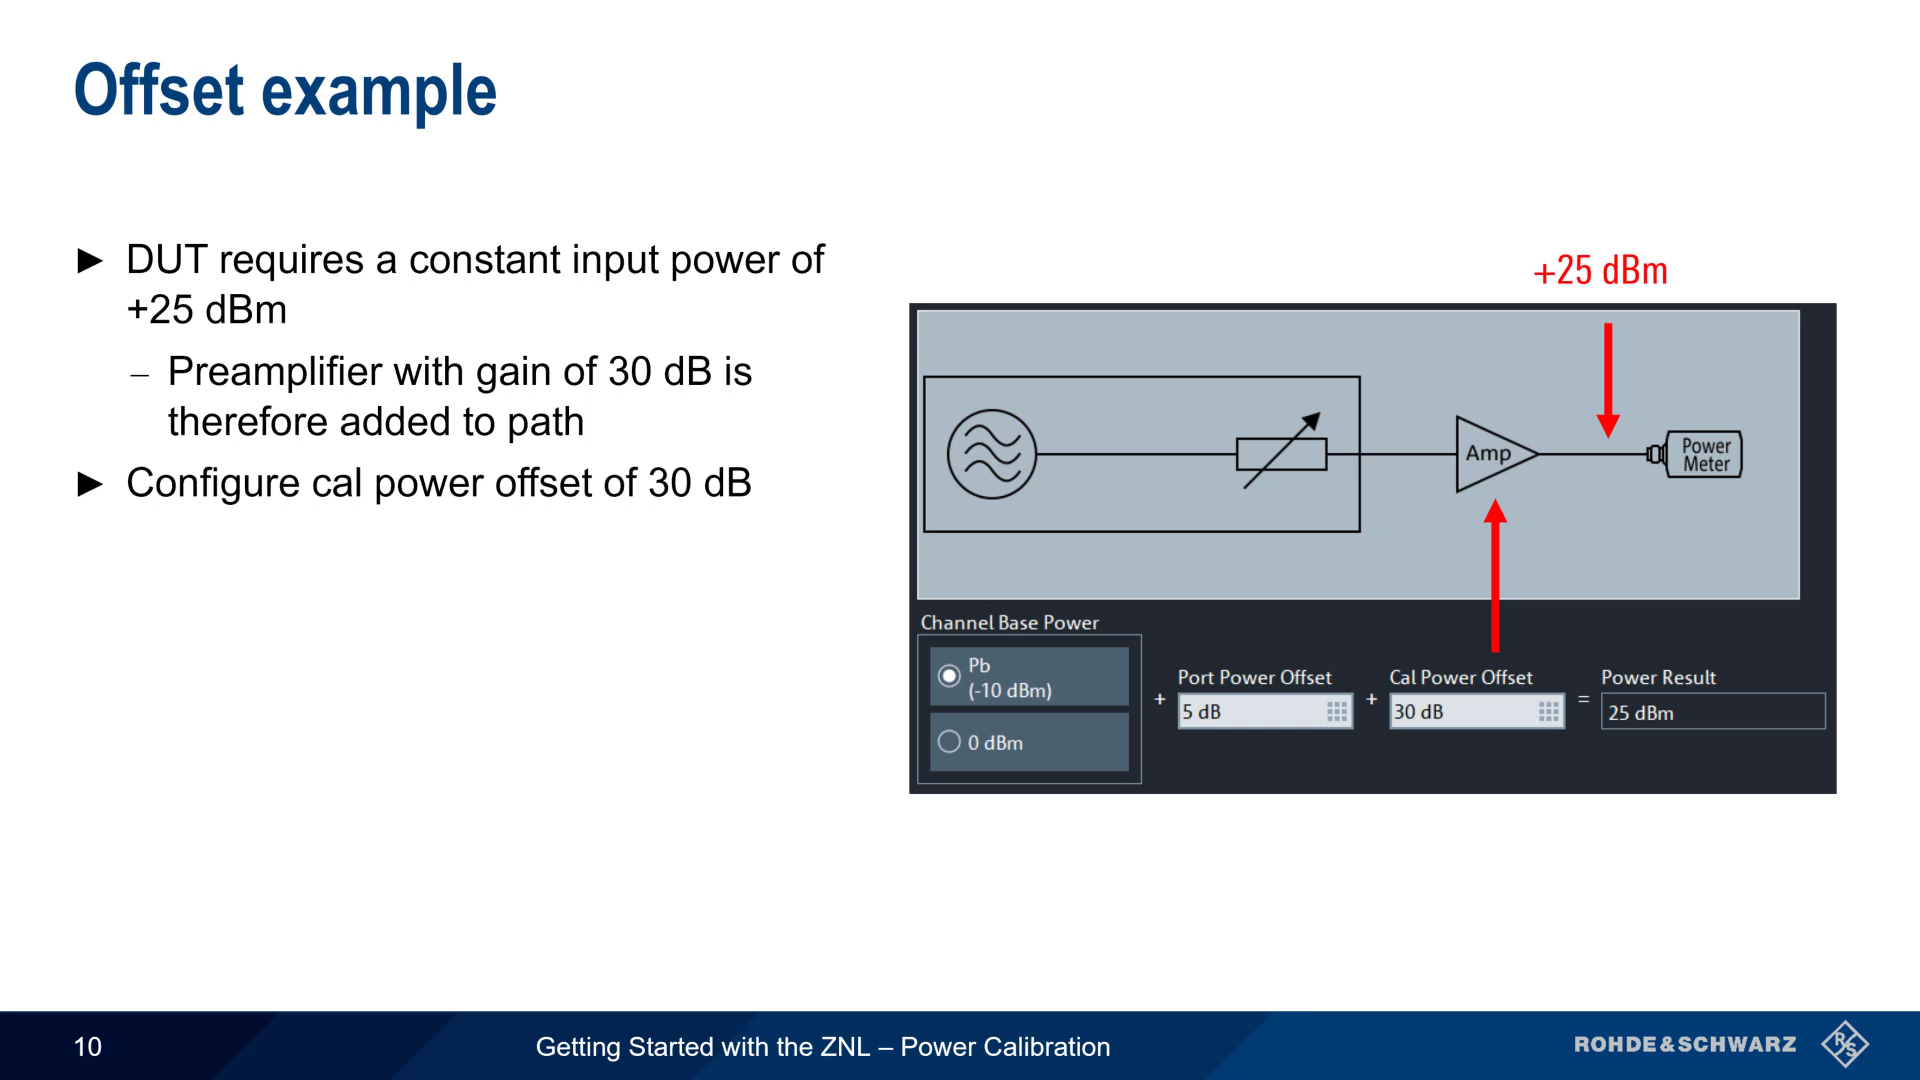 Offset example
► DUT requires a constant input power of
+25 dBm
– Preamplifier with gain of 30 dB is
therefore added to path
► Configure cal power offset of 30 dB
+25 dBm
Amp
Power
Meter
Channel Base Power
Pb
(-10 dBm)
0 dBm
+
Port Power Offset
5 dB
+
Cal Power Offset
30 dB
=
Power Result
25 dBm
10
Getting Started with the ZNL – Power Calibration
ROHDE&SCHWARZ
R&S